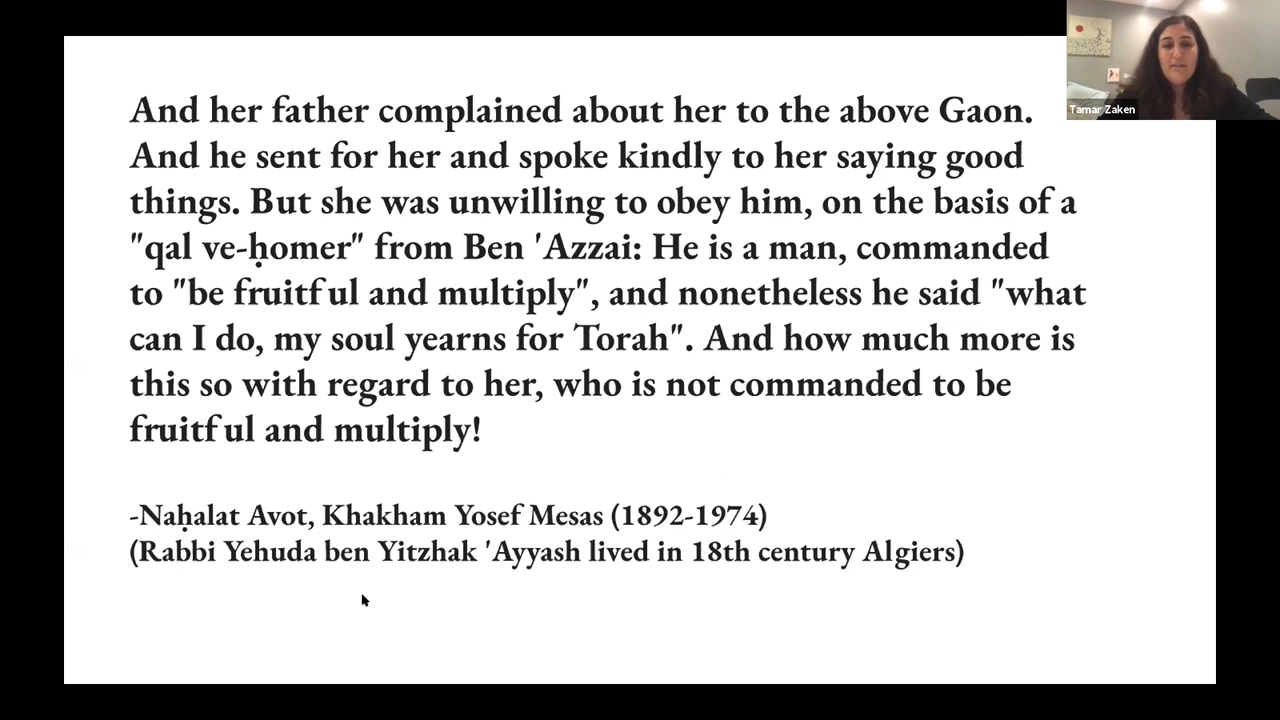 And her father complained about her to the above Gaon.
And he sent for her and spoke kindly to her saying good
things. But she was unwilling to obey him, on the basis of a
"qal ve-ḥomer" from Ben 'Azzai: He is a man, commanded
to "be fruitful and multiply", and nonetheless he said "what
can I do, my soul yearns for Torah". And how much more is
this so with regard to her, who is not commanded to be
fruitful and multiply!
-Naḥalat Avot, Khakham Yosef Mesas (1892-1974)
(Rabbi Yehuda ben Yitzhak 'Ayyash lived in 18th century Algiers)
Tamar Zaken